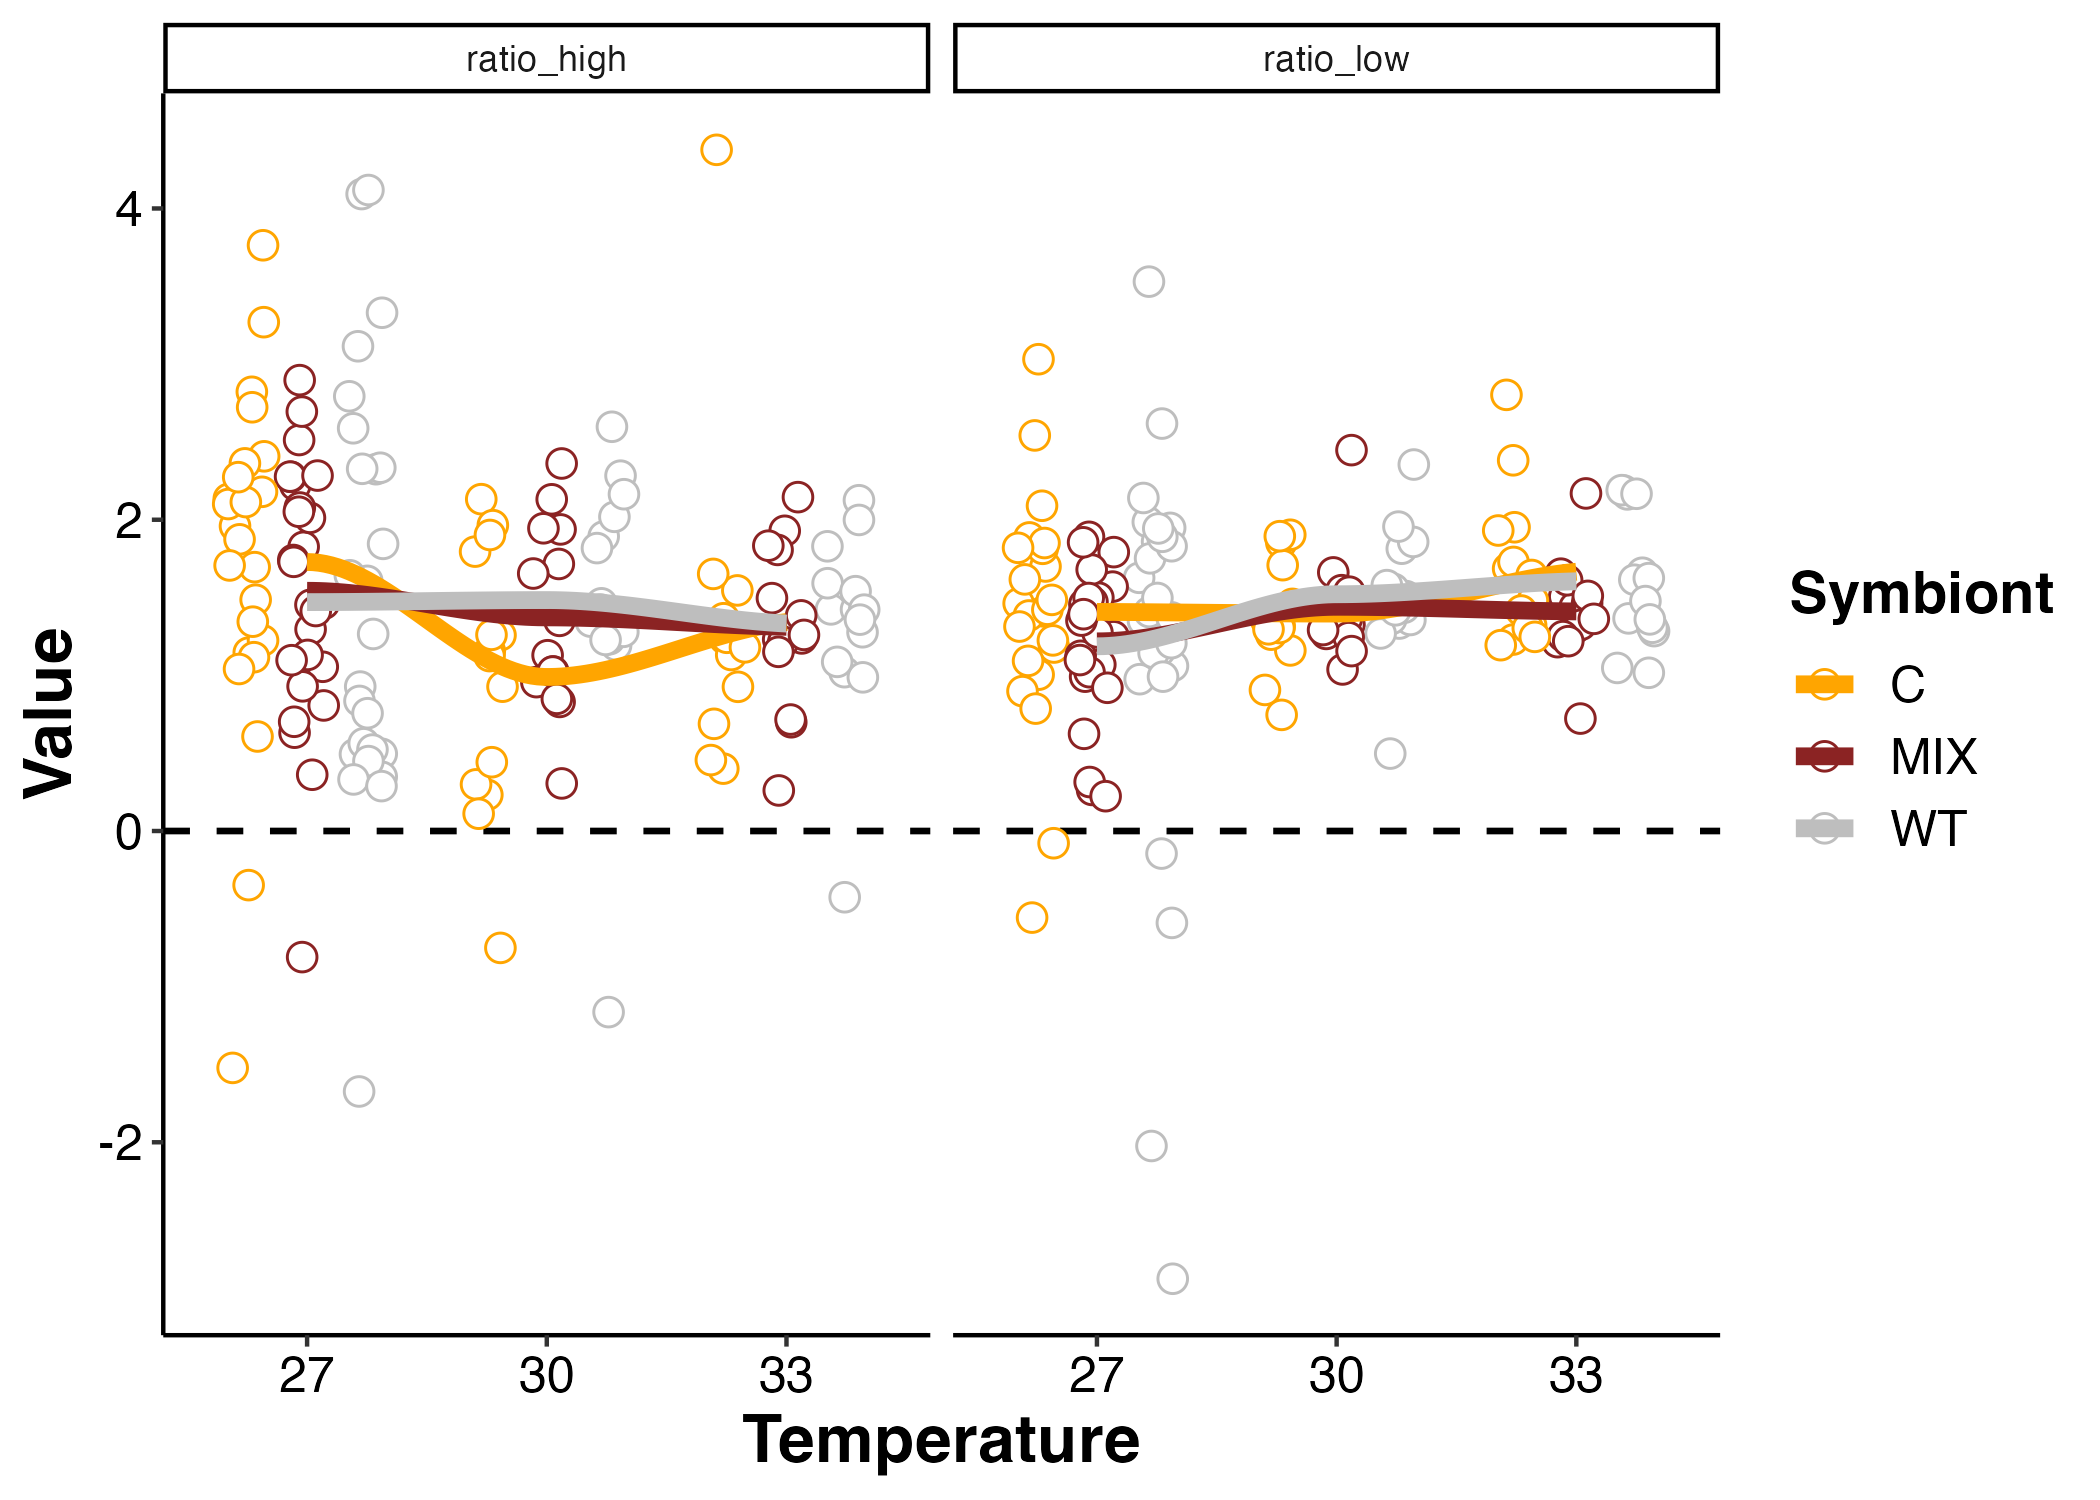 ratio_high
ratio_low
Value
4
2
0
-2
27
30
33
27
30
33
Temperature
Symbiont
C
MIX
WT